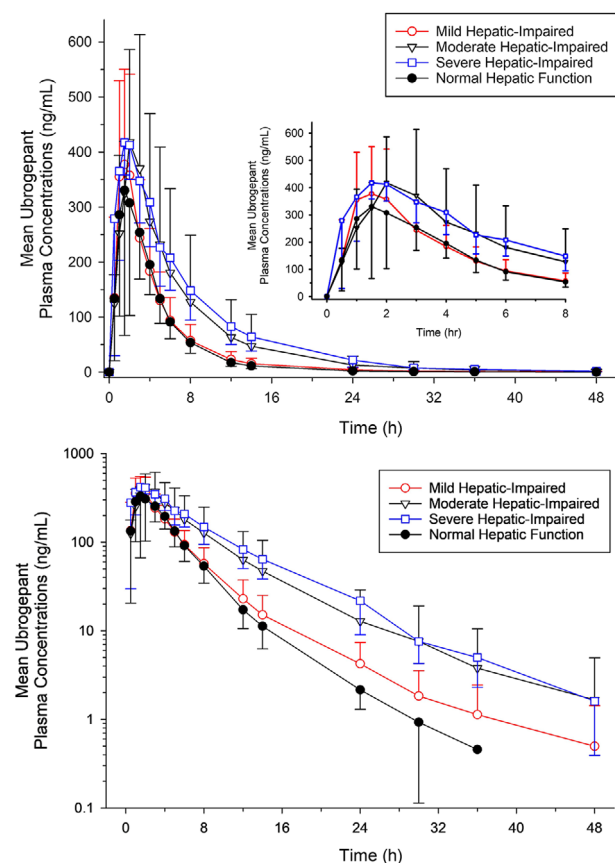 Mild Hepatic-Impaired
Moderate Hepatic-Impaired
Severe Hepatic-Impaired
Normal Hepatic Function
Mean Ubrogepant
Plasma Concentrations (ng/mL)
600
500
400
300
200
100
0
Mean Ubrogepant
Plasma Concentrations (ng/mL)
600
500
400
300
200
100
0
0 2 4 6 8
Time (hr)
0 8 16 24 32 40 48
Time (h)
Mean Ubrogepant
Plasma Concentrations (ng/mL)
1000
100
10
1
0.1
Mild Hepatic-Impaired
Moderate Hepatic-Impaired
Severe Hepatic-Impaired
Normal Hepatic Function
0 8 16 24 32 40 48
Time (h)